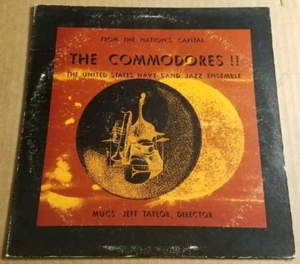 FROM THE NATION'S CAPITAL
THE COMMODORES !!
THE UNITED STATES NAVY BAND JAZZ ENSEMBLE
MUCS JEFF TAYLOR, DIRECTOR